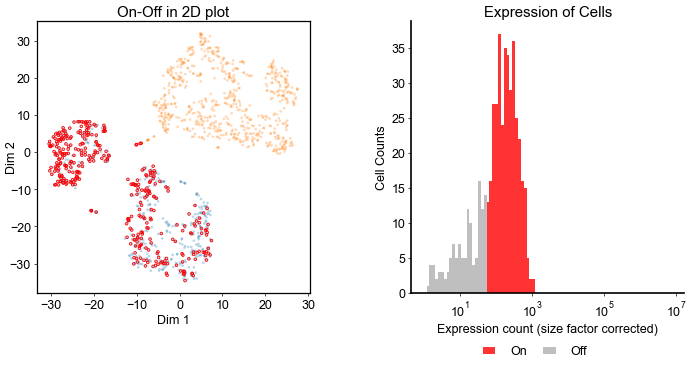 On-Off in 2D plot
Dim 2
30
20
10
0
−10
−20
−30
−30 −20 −10 0 10 20 30
Dim 1
Expression of Cells
Cell Counts
35
30
25
20
15
10
5
0
10^1 10^3 10^5 10^7
Expression count (size factor corrected)
On Off